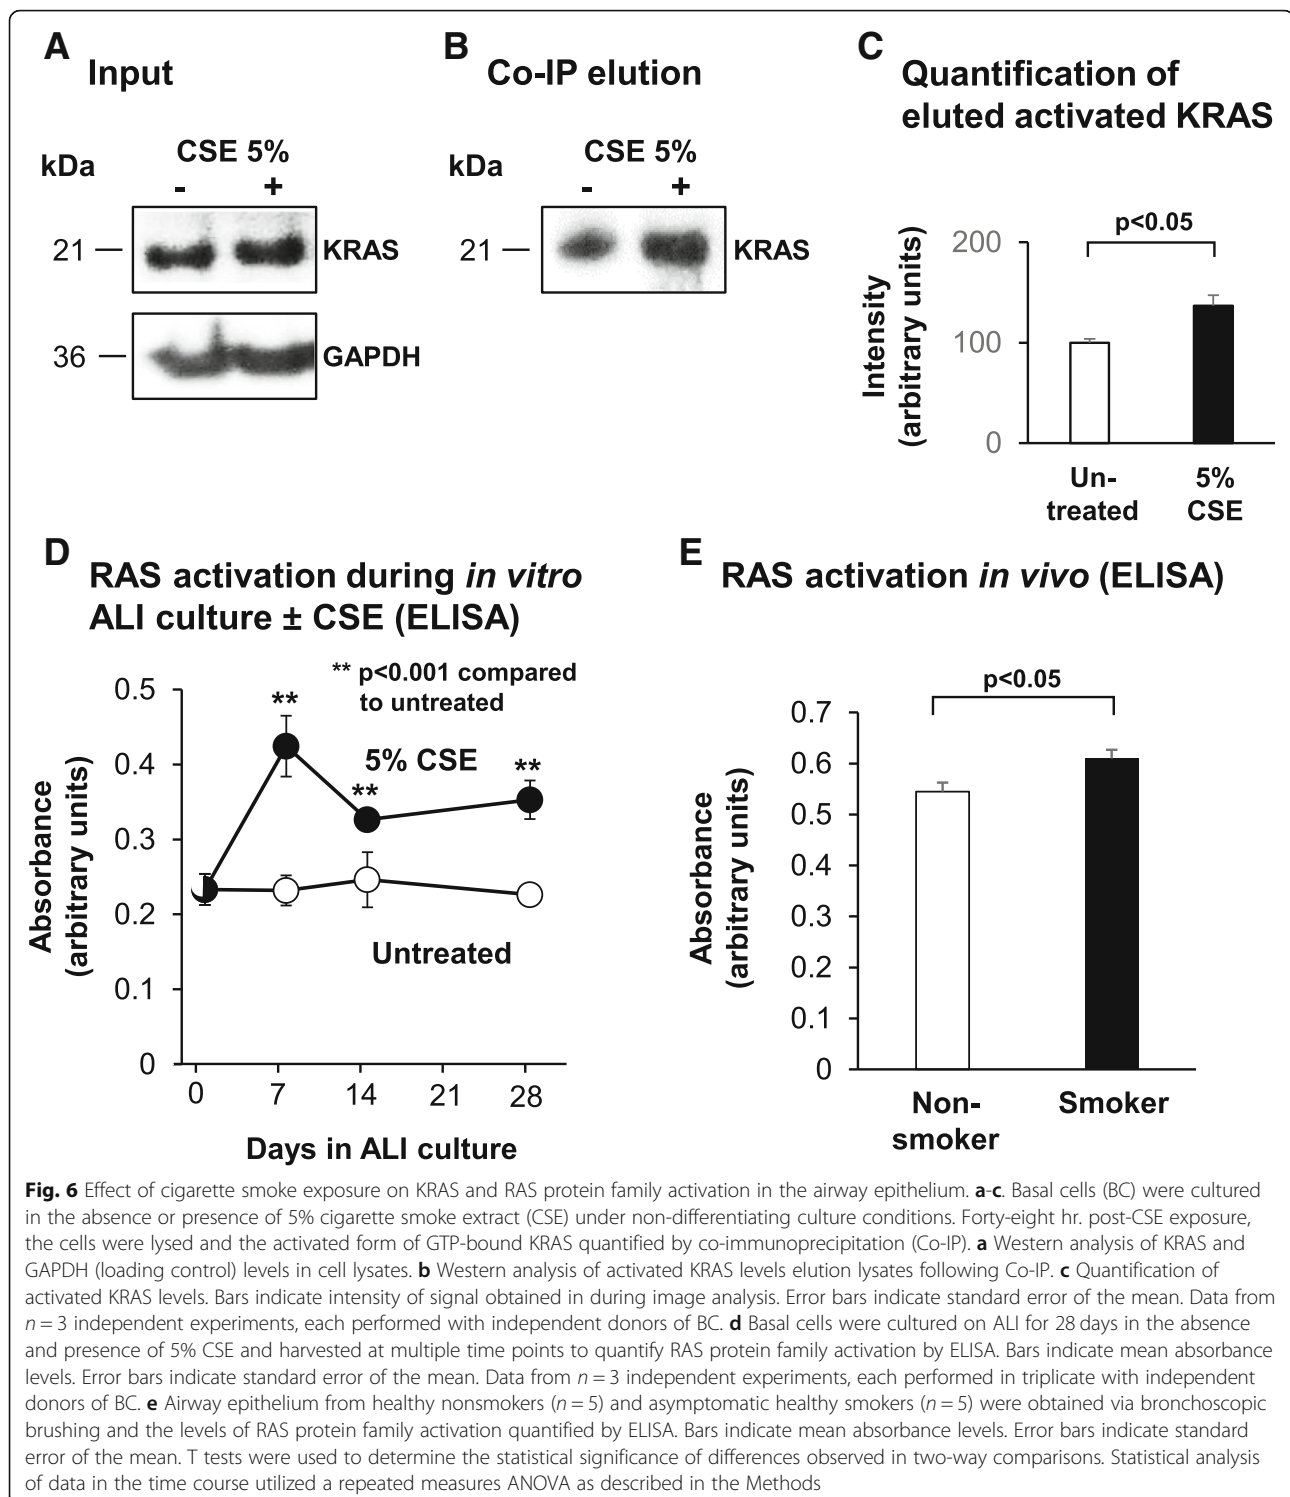 A
Input
CSE 5%
kDa
- +
21
KRAS
36
GAPDH
B
Co-IP elution
CSE 5%
kDa
- +
21
KRAS
C
Quantification of
eluted activated KRAS
p<0.05
Intensity
(arbitrary units)
200
100
0
Un-
treated
5%
CSE
D
RAS activation during in vitro
ALI culture ± CSE (ELISA)
** p<0.001 compared
to untreated
0.5
0.4
0.3
0.2
0.1
0
Absorbance
(arbitrary units)
**
5% CSE
**
**
Untreated
0 7 14 21 28
Days in ALI culture
E
RAS activation in vivo (ELISA)
p<0.05
0.7
0.6
0.5
0.4
0.3
0.2
0.1
0
Absorbance
(arbitrary units)
Non-
smoker
Smoker
Fig. 6 Effect of cigarette smoke exposure on KRAS and RAS protein family activation in the airway epithelium. a-c. Basal cells (BC) were cultured
in the absence or presence of 5% cigarette smoke extract (CSE) under non-differentiating culture conditions. Forty-eight hr. post-CSE exposure,
the cells were lysed and the activated form of GTP-bound KRAS quantified by co-immunoprecipitation (Co-IP). a Western analysis of KRAS and
GAPDH (loading control) levels in cell lysates. b Western analysis of activated KRAS levels elution lysates following Co-IP. c Quantification of
activated KRAS levels. Bars indicate intensity of signal obtained in during image analysis. Error bars indicate standard error of the mean. Data from
n = 3 independent experiments, each performed with independent donors of BC. d Basal cells were cultured on ALI for 28 days in the absence
and presence of 5% CSE and harvested at multiple time points to quantify RAS protein family activation by ELISA. Bars indicate mean absorbance
levels. Error bars indicate standard error of the mean. Data from n = 3 independent experiments, each performed in triplicate with independent
donors of BC. e Airway epithelium from healthy nonsmokers (n = 5) and asymptomatic healthy smokers (n = 5) were obtained via bronchoscopic
brushing and the levels of RAS protein family activation quantified by ELISA. Bars indicate mean absorbance levels. Error bars indicate standard
error of the mean. T tests were used to determine the statistical significance of differences observed in two-way comparisons. Statistical analysis
of data in the time course utilized a repeated measures ANOVA as described in the Methods